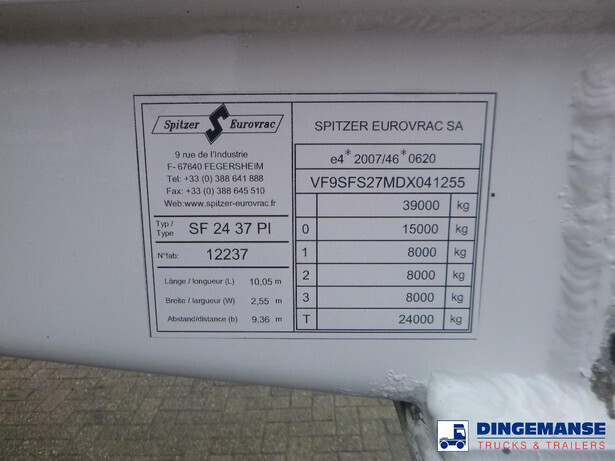 Spitzer S Eurovrac
9 rue de l'Industrie
F- 67640 FEGERSHEIM
Tel: +33 (0) 388 641 888
Fax: +33 (0) 388 645 510
Web:www.spitzer-eurovrac.fr
Typ / Type SF 24 37 PI
N°fab: 12237
Länge / longueur (L) 10,05 m
Breite / largueur (W) 2,55 m
Abstand/distance (b) 9,36 m
SPITZER EUROVRAC SA
e4*2007/46*0620
VF9SFS27MDX041255
39000 kg
0 15000 kg
1 8000 kg
2 8000 kg
3 8000 kg
T 24000 kg
DINGEMANSE
TRUCKS & TRAILERS